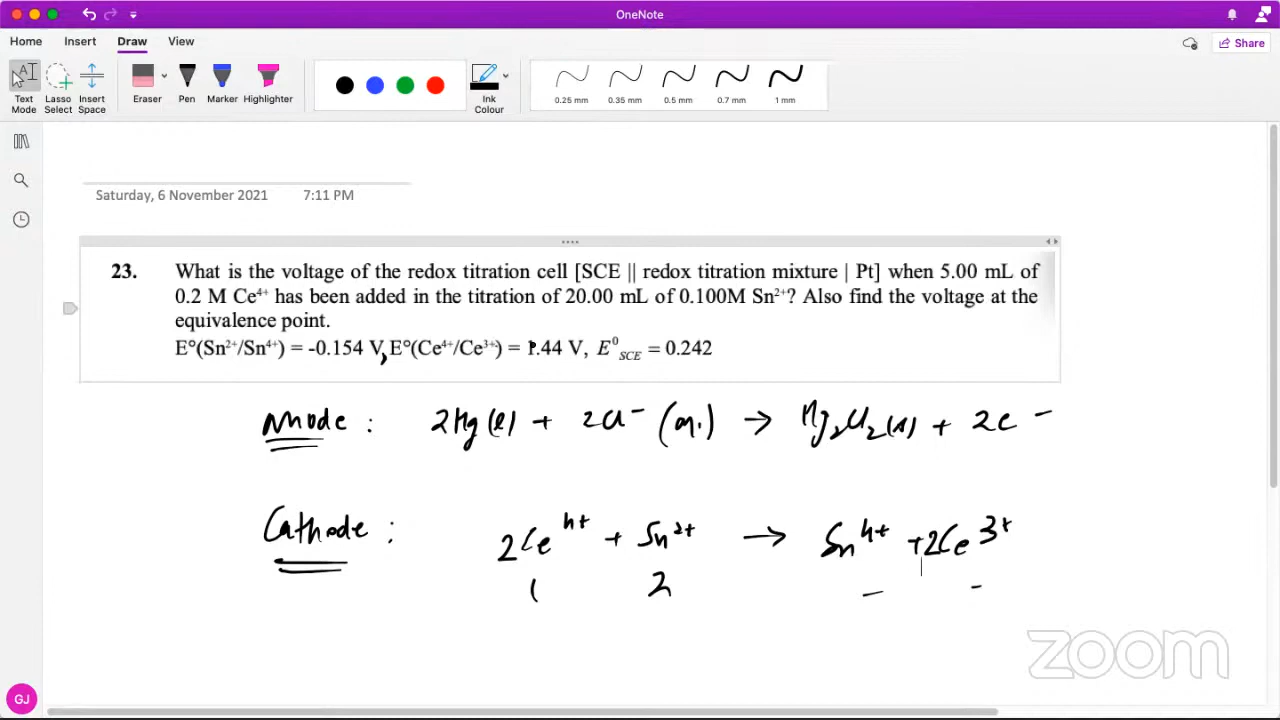 OneNote
Home Insert Draw View
Share
Text Mode
Lasso Select
Insert Space
Eraser
Pen
Marker
Highlighter
Ink Colour
0.25 mm 0.35 mm 0.5 mm 0.7 mm 1 mm
Saturday, 6 November 2021 7:11 PM
23. What is the voltage of the redox titration cell [SCE || redox titration mixture | Pt] when 5.00 mL of
0.2 M Ce⁴⁺ has been added in the titration of 20.00 mL of 0.100M Sn²⁺? Also find the voltage at the
equivalence point.
E°(Sn²⁺/Sn⁴⁺) = -0.154 V, E°(Ce⁴⁺/Ce³⁺) = 1.44 V, E⁰SCE = 0.242
Anode : 2Hg(l) + 2Cl⁻ (aq.) → Hg₂Cl₂(s) + 2e⁻
Cathode : 2Ce⁴⁺ + Sn²⁺ → Sn⁴⁺ + 2Ce³⁺
1 2 – –
zoom
GJ